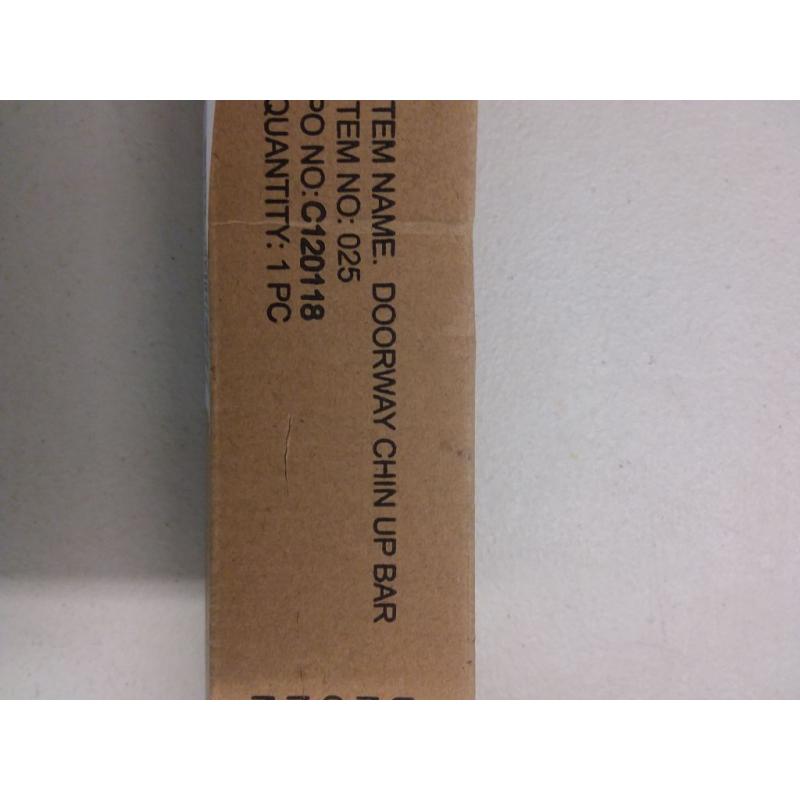 TEM NAME. DOORWAY CHIN UP BAR
TEM NO: 025
PO NO:C120118
QUANTITY: 1 PC